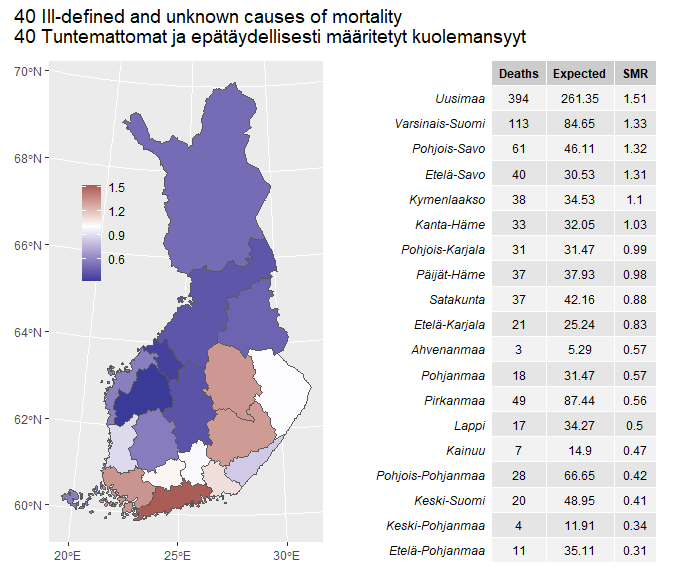 40 Ill-defined and unknown causes of mortality
40 Tuntemattomat ja epätäydellisesti määritetyt kuolemansyyt
70°N
68°N
66°N
64°N
62°N
60°N
20°E 25°E 30°E
1.5
1.2
0.9
0.6
Deaths Expected SMR
Uusimaa 394 261.35 1.51
Varsinais-Suomi 113 84.65 1.33
Pohjois-Savo 61 46.11 1.32
Etelä-Savo 40 30.53 1.31
Kymenlaakso 38 34.53 1.1
Kanta-Häme 33 32.05 1.03
Pohjois-Karjala 31 31.47 0.99
Päijät-Häme 37 37.93 0.98
Satakunta 37 42.16 0.88
Etelä-Karjala 21 25.24 0.83
Ahvenanmaa 3 5.29 0.57
Pohjanmaa 18 31.47 0.57
Pirkanmaa 49 87.44 0.56
Lappi 17 34.27 0.5
Kainuu 7 14.9 0.47
Pohjois-Pohjanmaa 28 66.65 0.42
Keski-Suomi 20 48.95 0.41
Keski-Pohjanmaa 4 11.91 0.34
Etelä-Pohjanmaa 11 35.11 0.31